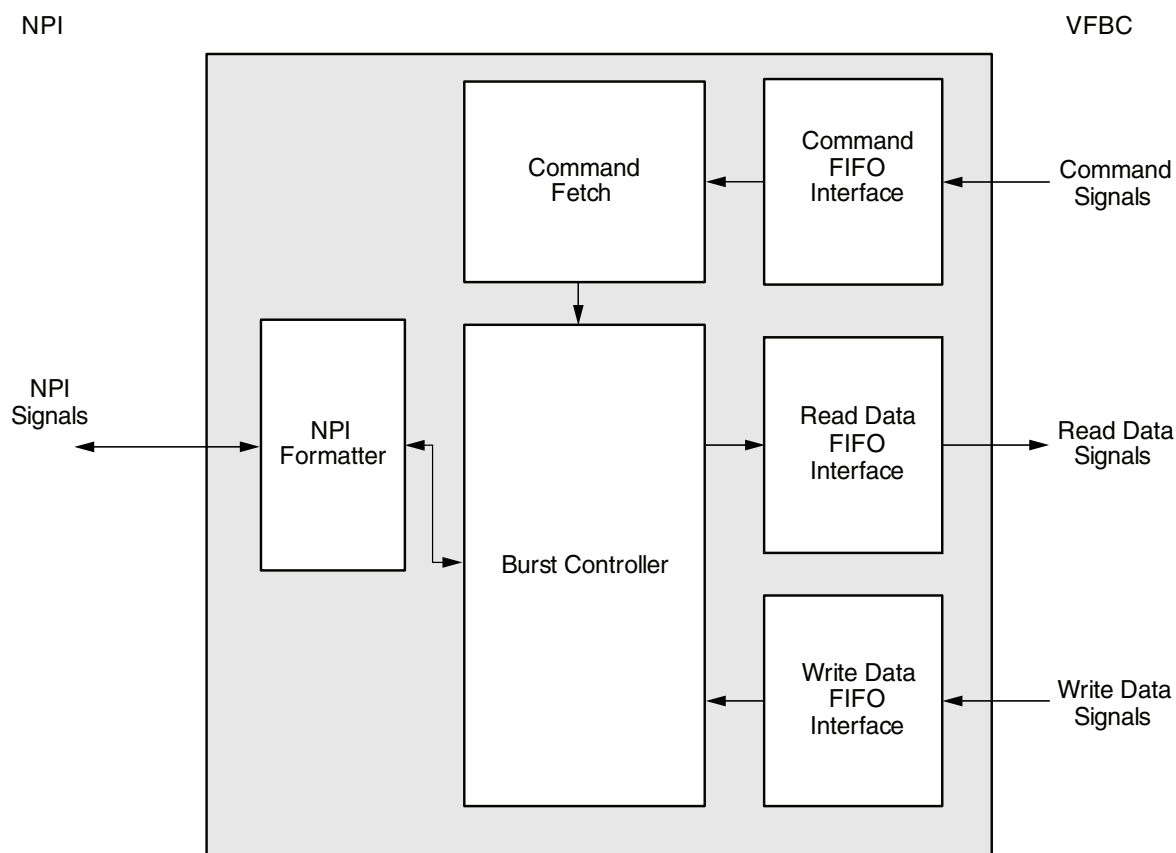 NPI
VFBC
Command
Fetch
Command
FIFO
Interface
Command
Signals
NPI
Signals
NPI
Formatter
Burst Controller
Read Data
FIFO
Interface
Read Data
Signals
Write Data
FIFO
Interface
Write Data
Signals